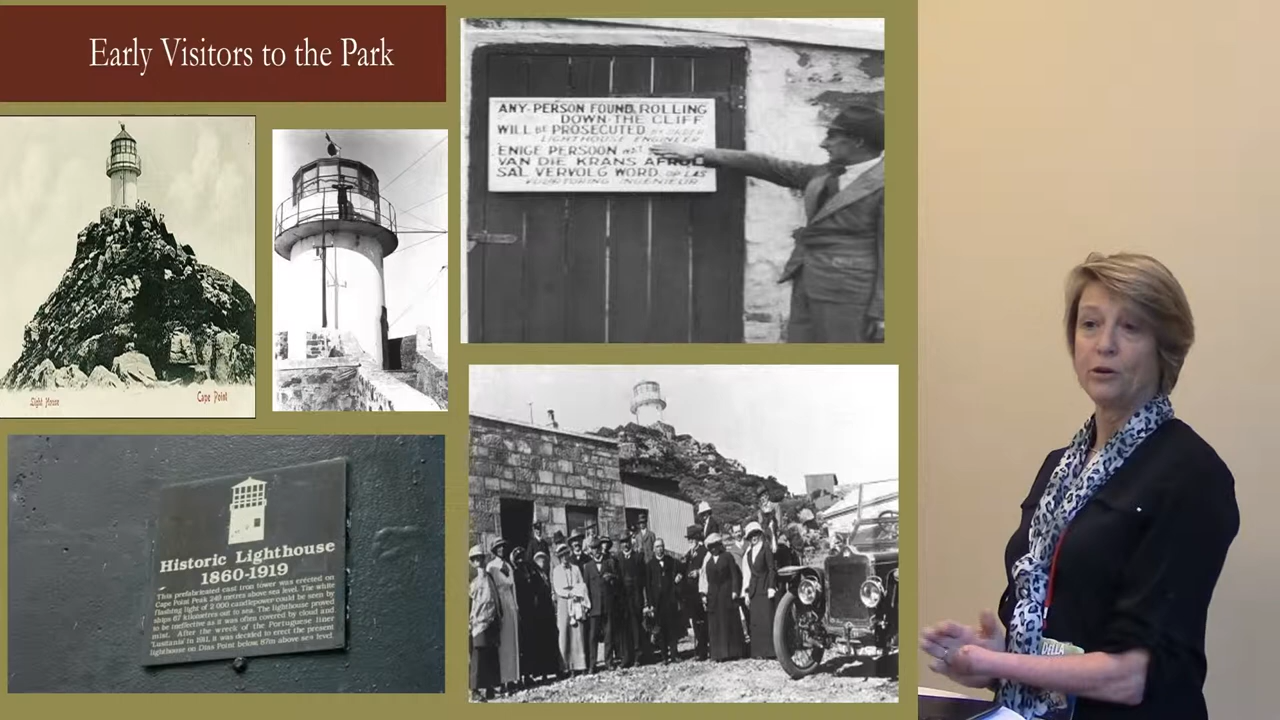 Early Visitors to the Park
ANY PERSON FOUND ROLLING
DOWN THE CLIFF
WILL BE PROSECUTED
LIGHTHOUSE ENGINEER
ENIGE PERSOON
VAN DIE KRANS AFROL
SAL VERVOLG WORD
VUURTORING INGENIEUR
Light House
Cape Point
Historic Lighthouse
1860-1919
This prefabricated cast iron tower was erected on
Cape Point Peak 249 metres above sea level. The white
flashing light of 2 000 candlepower could be seen by
ships 67 kilometres out to sea. The lighthouse proved
to be ineffective as it was often covered by cloud and
mist. After the wreck of the Portuguese liner
'Lusitania' in 1911, it was decided to erect the present
lighthouse on Dias Point below, 87m above sea level.
DELLA